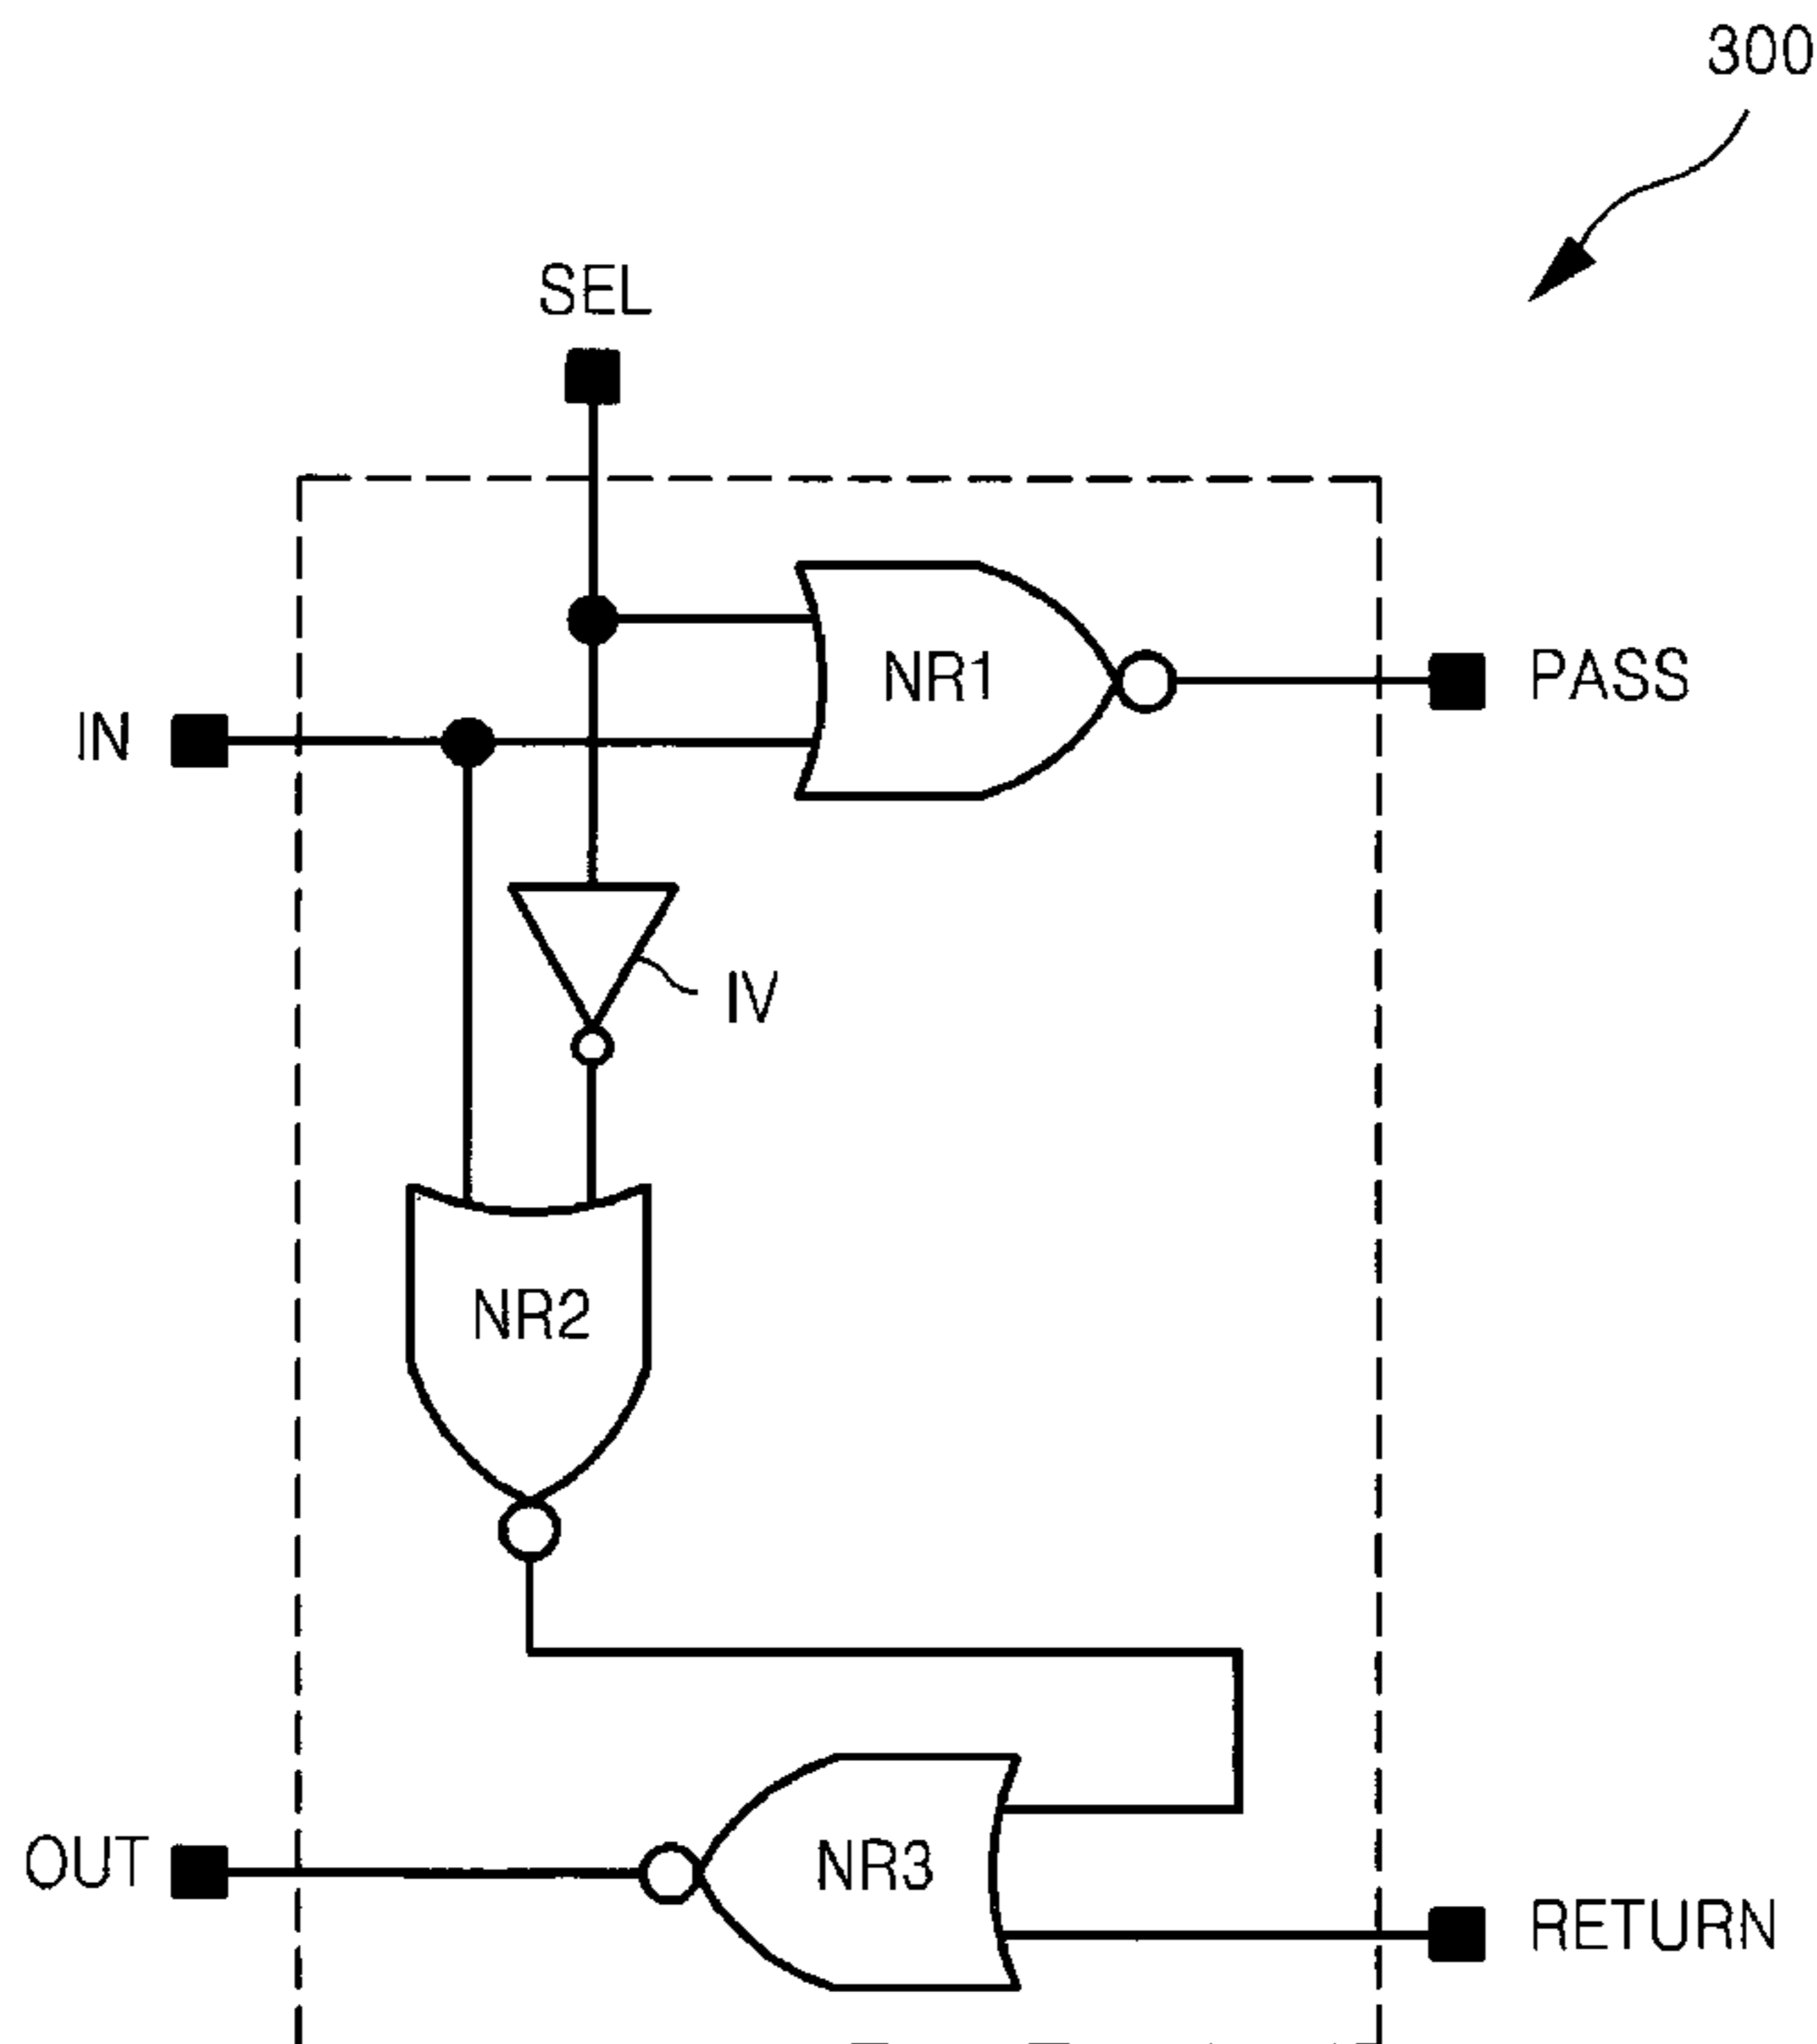 300
SEL
NR1
PASS
IN
IV
NR2
OUT
NR3
RETURN